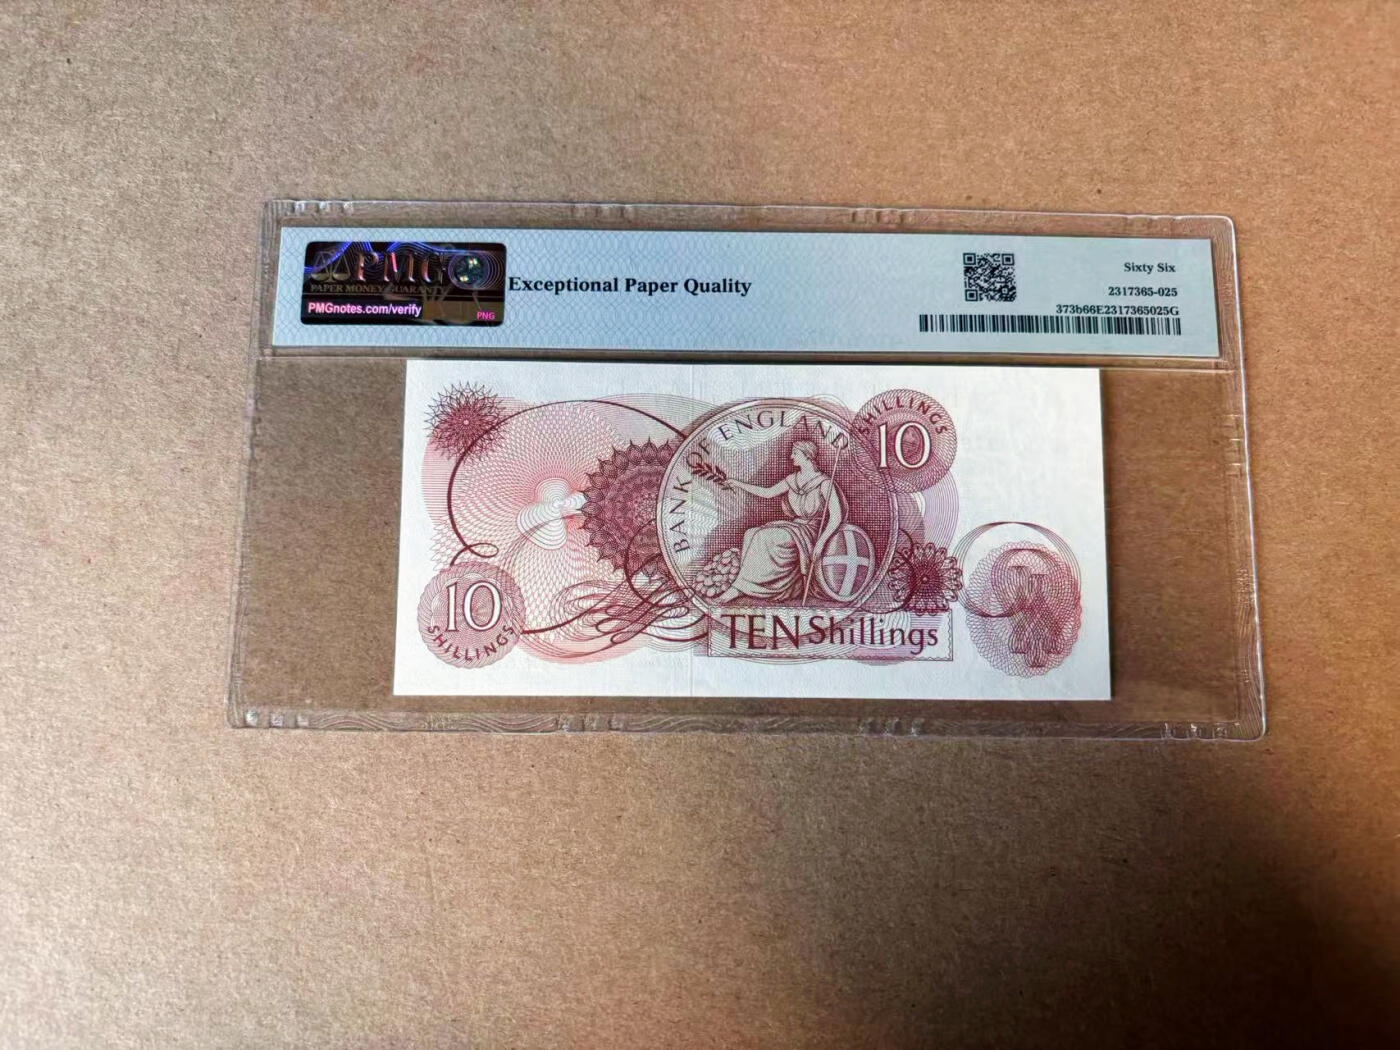 PMG
PAPER MONEY GUARANTY
PMGnotes.com/verify
PNG
Exceptional Paper Quality
Sixty Six
2317365-025
373b66E2317365025G
BANK OF ENGLAND
SHILLINGS
10
10
SHILLINGS
TEN Shillings